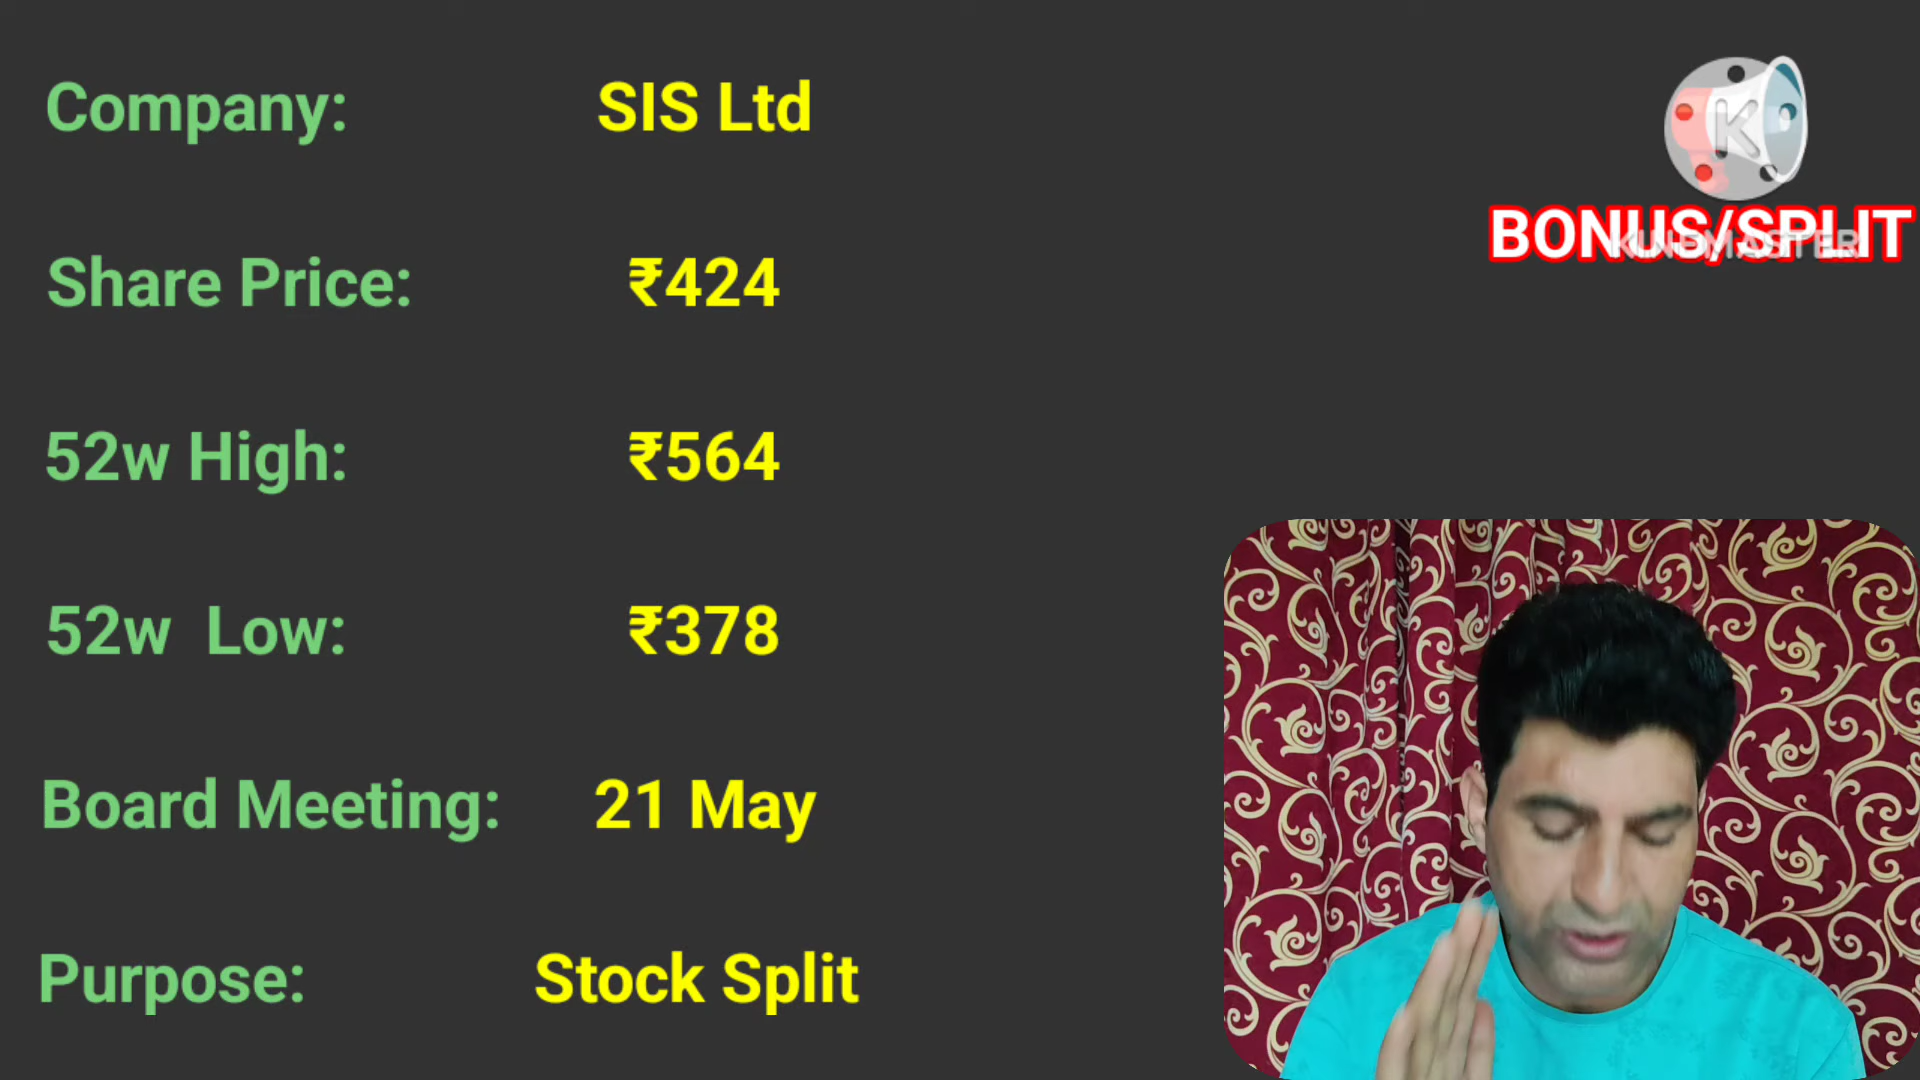 Company: SIS Ltd
BONUS/SPLIT
KINEMASTER
Share Price: ₹424
52w High: ₹564
52w Low: ₹378
Board Meeting: 21 May
Purpose: Stock Split